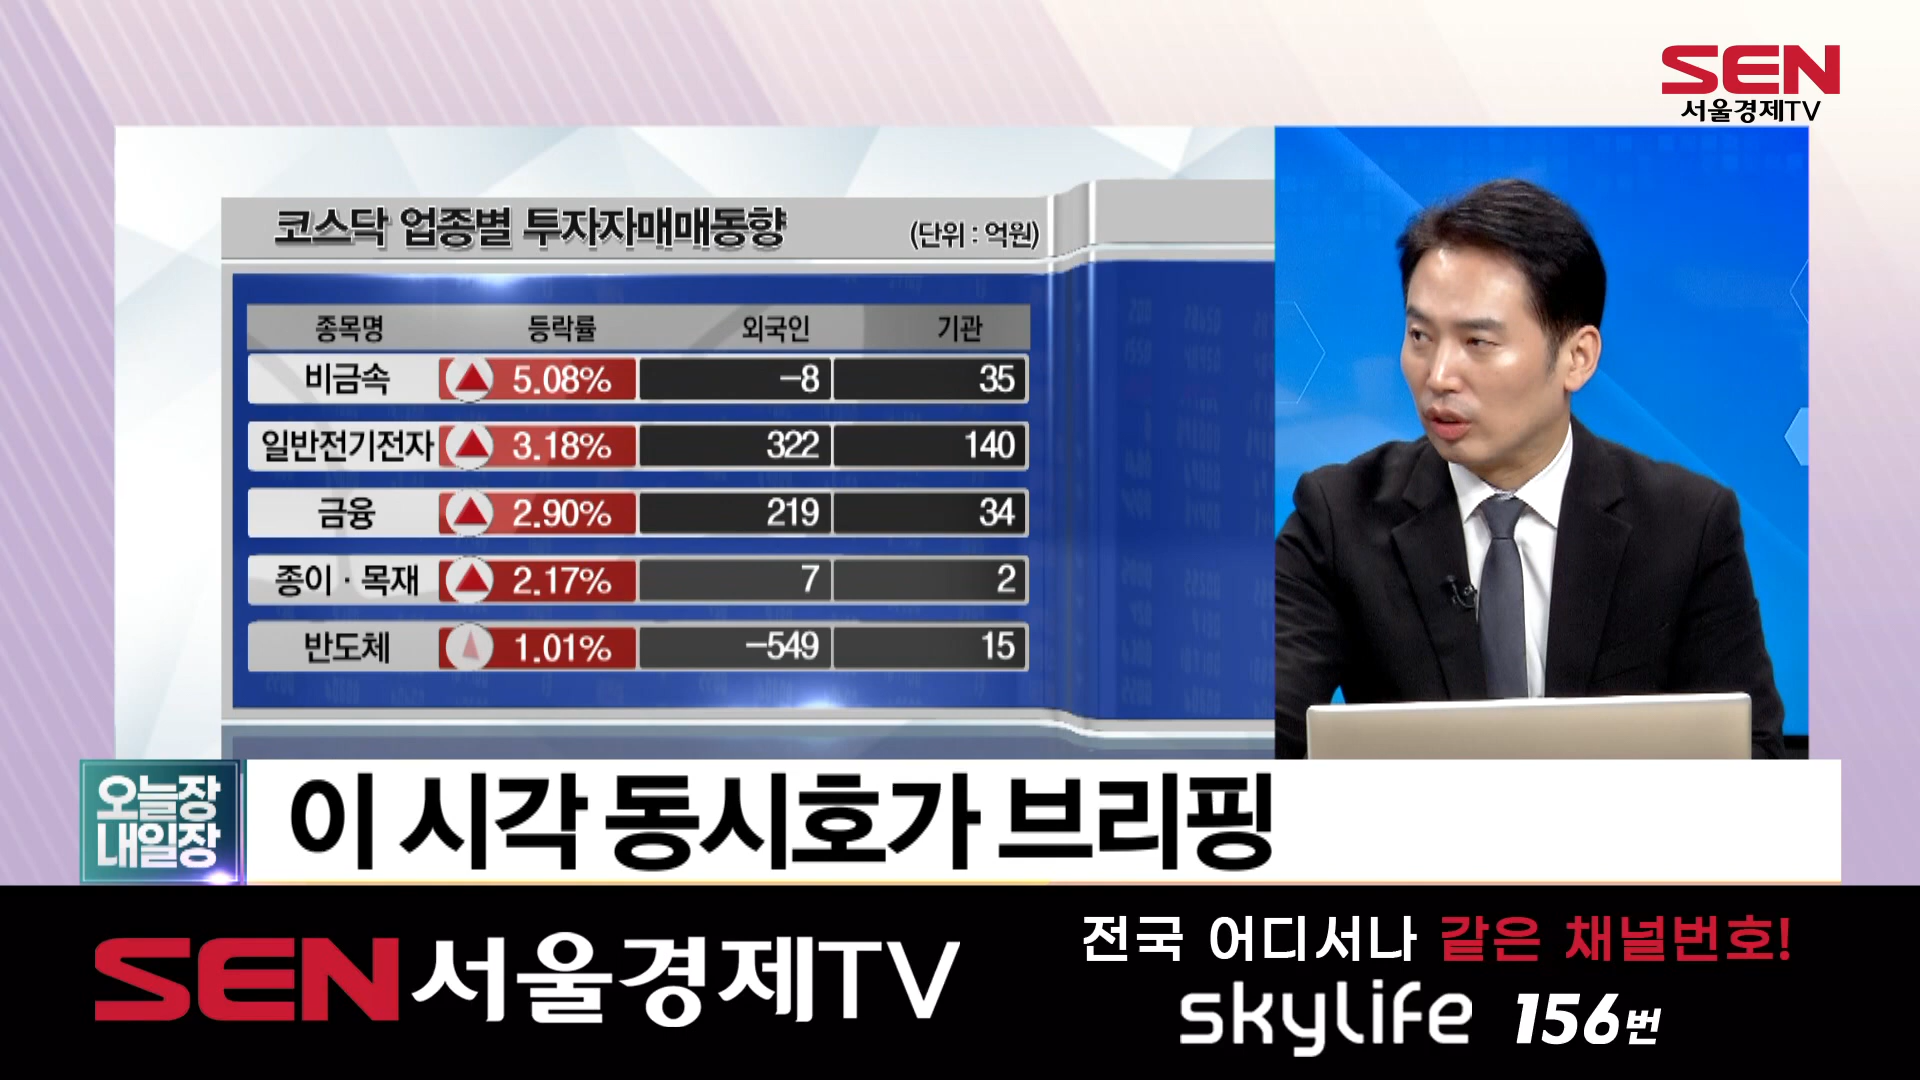 SEN
서울경제TV
코스닥 업종별 투자자매매동향 (단위 : 억원)
종목명 등락률 외국인 기관
비금속 5.08% -8 35
일반전기전자 3.18% 322 140
금융 2.90% 219 34
종이 · 목재 2.17% 7 2
반도체 1.01% -549 15
오늘장
내일장
이 시각 동시호가 브리핑
SEN 서울경제TV
전국 어디서나 같은 채널번호!
skylife 156번